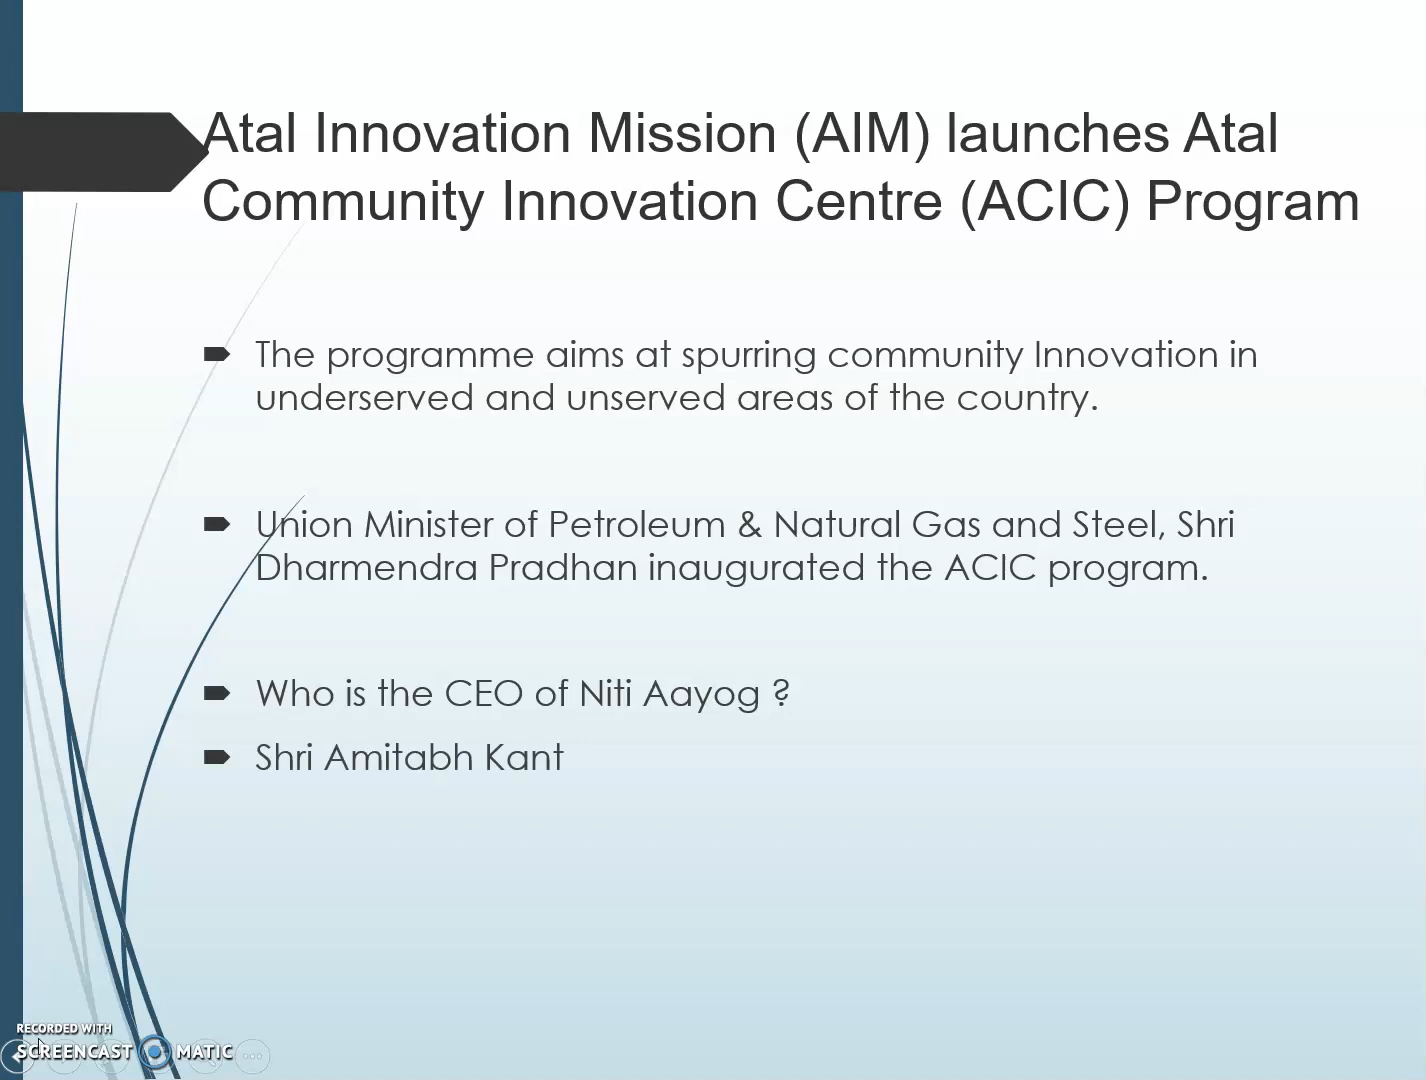 Atal Innovation Mission (AIM) launches Atal
Community Innovation Centre (ACIC) Program
The programme aims at spurring community Innovation in
underserved and unserved areas of the country.
Union Minister of Petroleum & Natural Gas and Steel, Shri
Dharmendra Pradhan inaugurated the ACIC program.
Who is the CEO of Niti Aayog ?
Shri Amitabh Kant
RECORDED WITH
SCREENCAST MATIC